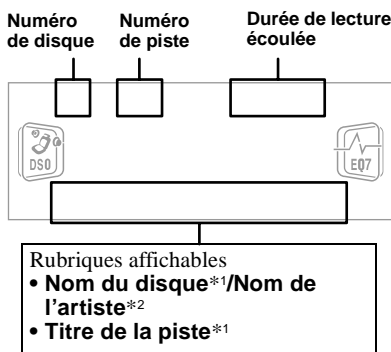 Numéro
de disque
Numéro
de piste
Durée de lecture
écoulée
DSO
EQ7
Rubriques affichables
• Nom du disque*1/Nom de
l'artiste*2
• Titre de la piste*1